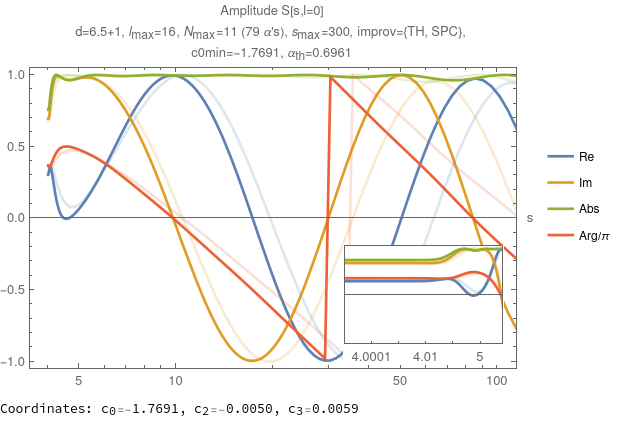 Amplitude S[s,l=0]
d=6.5+1, lmax=16, Nmax=11 (79 α's), smax=300, improv={TH, SPC},
c0min=−1.7691, αth=0.6961
1.0
0.5
0.0
−0.5
−1.0
5
10
50
100
s
4.0001
4.01
5
Re
Im
Abs
Arg/π
Coordinates: c0=−1.7691, c2=−0.0050, c3=0.0059